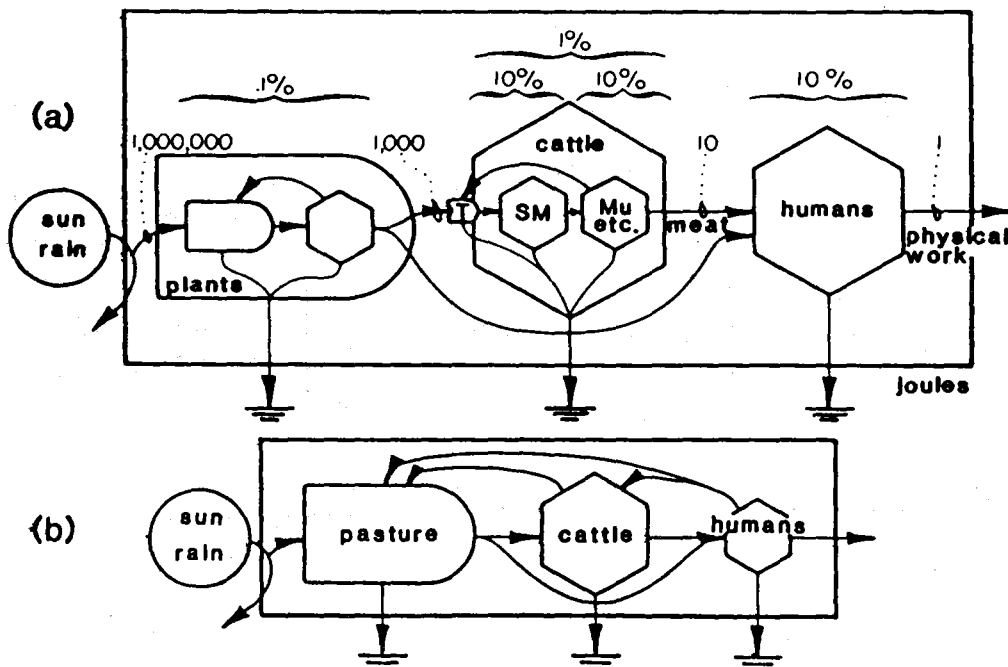 (a)
1%
.1%
10% 10%
10%
1,000,000
1,000
cattle
10
1
sun
rain
T
SM
Mu
etc.
meat
humans
physical
work
plants
joules
(b)
sun
rain
pasture
cattle
humans